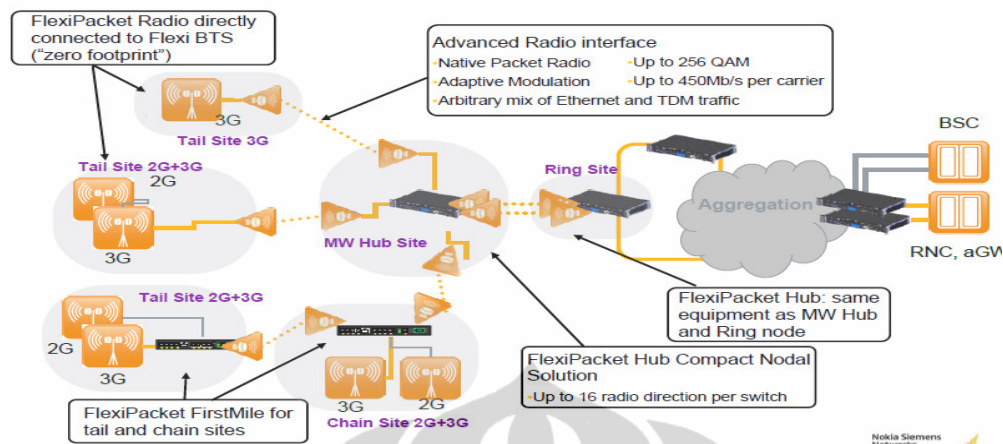 FlexiPacket Radio directly
connected to Flexi BTS
("zero footprint")
Advanced Radio interface
•Native Packet Radio •Up to 256 QAM
•Adaptive Modulation •Up to 450Mb/s per carrier
•Arbitrary mix of Ethernet and TDM traffic
3G
Tail Site 3G
Tail Site 2G+3G
2G
3G
MW Hub Site
Ring Site
Aggregation
BSC
RNC, aGW
Tail Site 2G+3G
2G
3G
3G
2G
Chain Site 2G+3G
FlexiPacket Hub: same
equipment as MW Hub
and Ring node
FlexiPacket Hub Compact Nodal
Solution
•Up to 16 radio direction per switch
FlexiPacket FirstMile for
tail and chain sites
Nokia Siemens
Networks